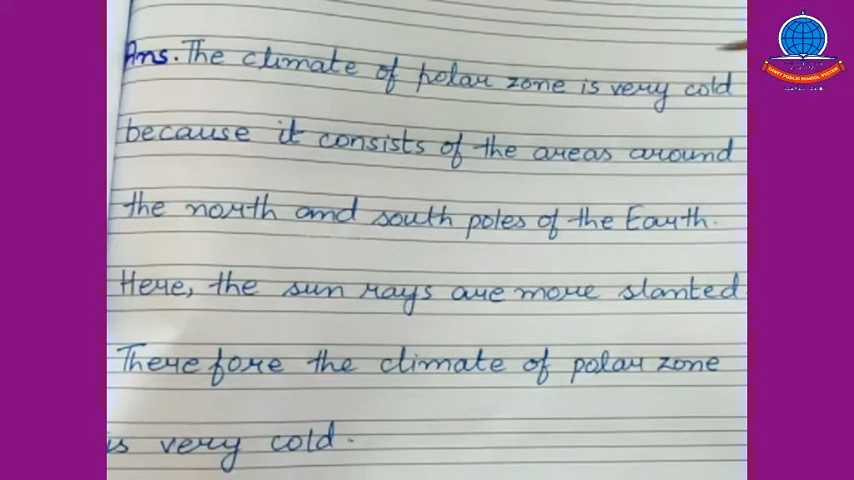 Ans. The climate of polar zone is very cold
because it consists of the areas around
the north and south poles of the Earth.
Here, the sun rays are more slanted.
Therefore the climate of polar zone
is very cold.